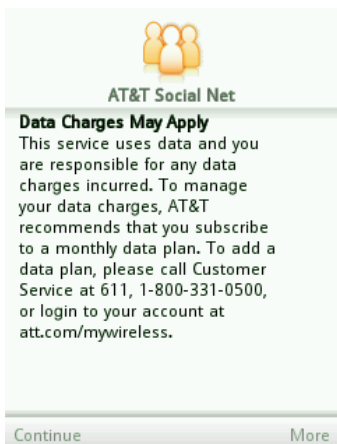 AT&T Social Net
Data Charges May Apply
This service uses data and you
are responsible for any data
charges incurred. To manage
your data charges, AT&T
recommends that you subscribe
to a monthly data plan. To add a
data plan, please call Customer
Service at 611, 1-800-331-0500,
or login to your account at
att.com/mywireless.
Continue More